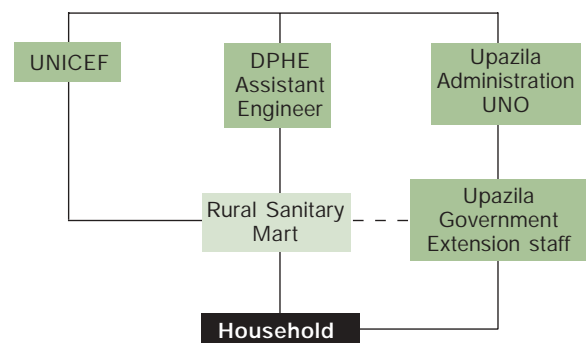 UNICEF
DPHE
Assistant
Engineer
Upazila
Administration
UNO
Rural Sanitary
Mart
Upazila
Government
Extension staff
Household